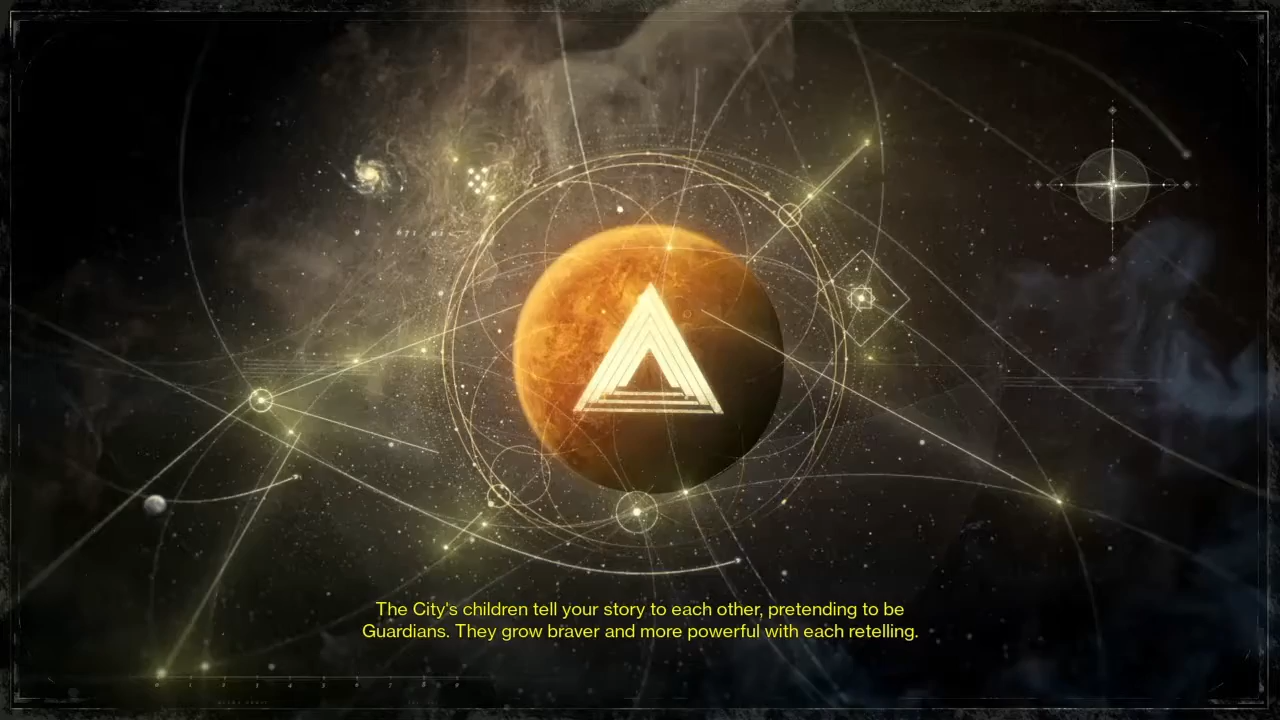 The City's children tell your story to each other, pretending to be
Guardians. They grow braver and more powerful with each retelling.